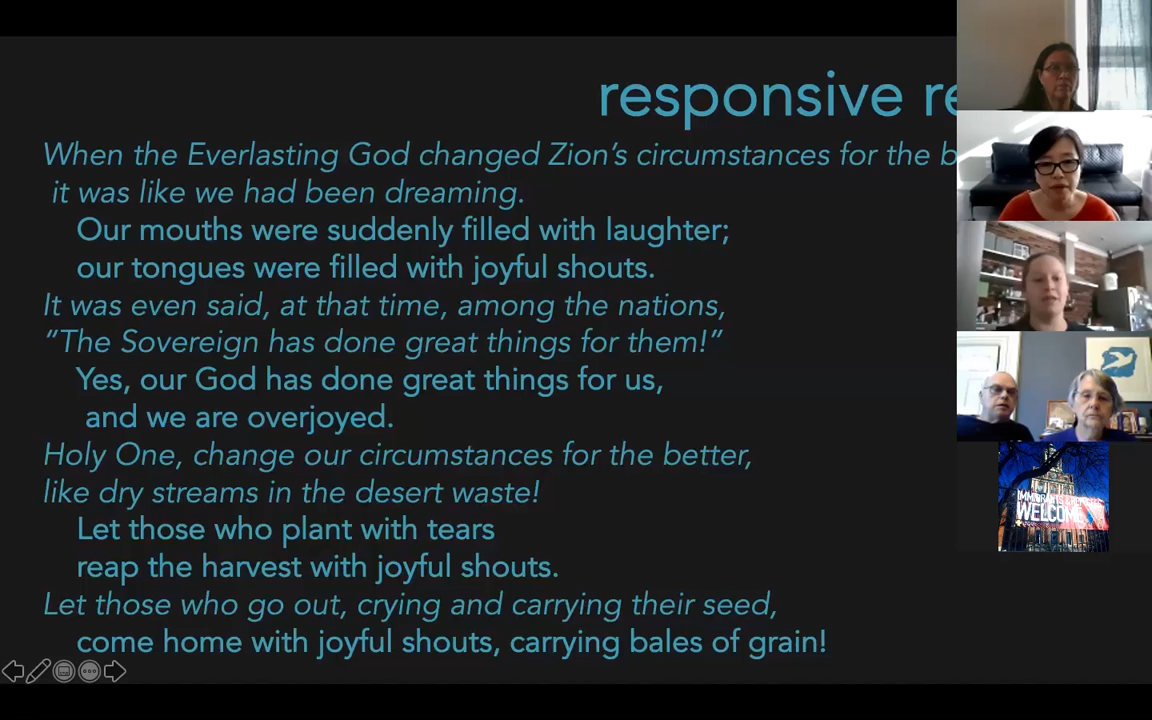 responsive re
When the Everlasting God changed Zion’s circumstances for the b
it was like we had been dreaming.
Our mouths were suddenly filled with laughter;
our tongues were filled with joyful shouts.
It was even said, at that time, among the nations,
“The Sovereign has done great things for them!”
Yes, our God has done great things for us,
and we are overjoyed.
Holy One, change our circumstances for the better,
like dry streams in the desert waste!
Let those who plant with tears
reap the harvest with joyful shouts.
Let those who go out, crying and carrying their seed,
come home with joyful shouts, carrying bales of grain!
IMMIGRANTS &
WELCOME